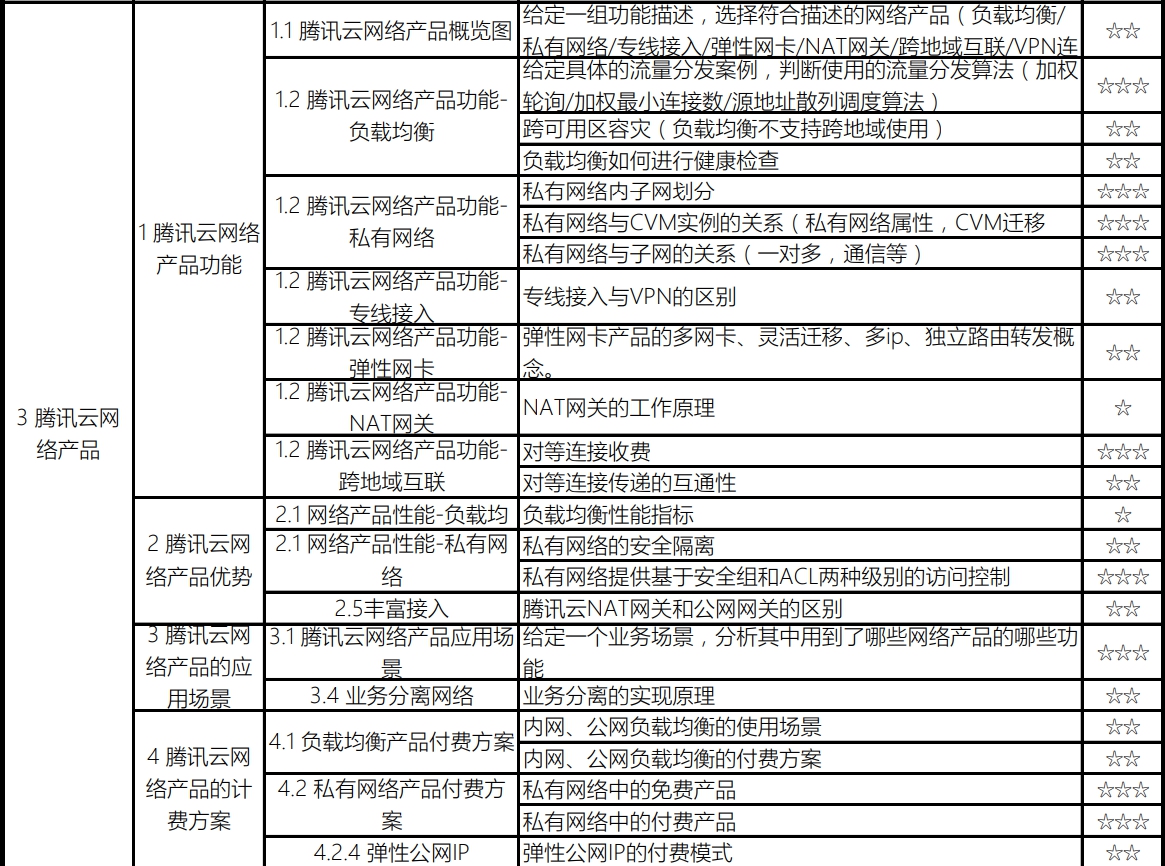 3 腾讯云网
络产品
1 腾讯云网络
产品功能
1.1 腾讯云网络产品概览图
给定一组功能描述，选择符合描述的网络产品（负载均衡/
私有网络/专线接入/弹性网卡/NAT网关/跨地域互联/VPN连
☆☆
1.2 腾讯云网络产品功能-
负载均衡
给定具体的流量分发案例，判断使用的流量分发算法（加权
轮询/加权最小连接数/源地址散列调度算法）
☆☆☆
跨可用区容灾（负载均衡不支持跨地域使用）
☆☆
负载均衡如何进行健康检查
☆☆
1.2 腾讯云网络产品功能-
私有网络
私有网络内子网划分
☆☆☆
私有网络与CVM实例的关系（私有网络属性，CVM迁移
☆☆☆
私有网络与子网的关系（一对多，通信等）
☆☆☆
1.2 腾讯云网络产品功能-
专线接入
专线接入与VPN的区别
☆☆
1.2 腾讯云网络产品功能-
弹性网卡
弹性网卡产品的多网卡、灵活迁移、多ip、独立路由转发概
念。
☆☆
1.2 腾讯云网络产品功能-
NAT网关
NAT网关的工作原理
☆
1.2 腾讯云网络产品功能-
跨地域互联
对等连接收费
☆☆☆
对等连接传递的互通性
☆☆
2 腾讯云网
络产品优势
2.1 网络产品性能-负载均
负载均衡性能指标
☆
2.1 网络产品性能-私有网
络
私有网络的安全隔离
☆☆
私有网络提供基于安全组和ACL两种级别的访问控制
☆☆☆
2.5丰富接入
腾讯云NAT网关和公网网关的区别
☆☆
3 腾讯云网
络产品的应
用场景
3.1 腾讯云网络产品应用场
景
给定一个业务场景，分析其中用到了哪些网络产品的哪些功
能
☆☆☆
3.4 业务分离网络
业务分离的实现原理
☆☆
4 腾讯云网
络产品的计
费方案
4.1 负载均衡产品付费方案
内网、公网负载均衡的使用场景
☆☆
内网、公网负载均衡的付费方案
☆☆
4.2 私有网络产品付费方
案
私有网络中的免费产品
☆☆☆
私有网络中的付费产品
☆☆☆
4.2.4 弹性公网IP
弹性公网IP的付费模式
☆☆